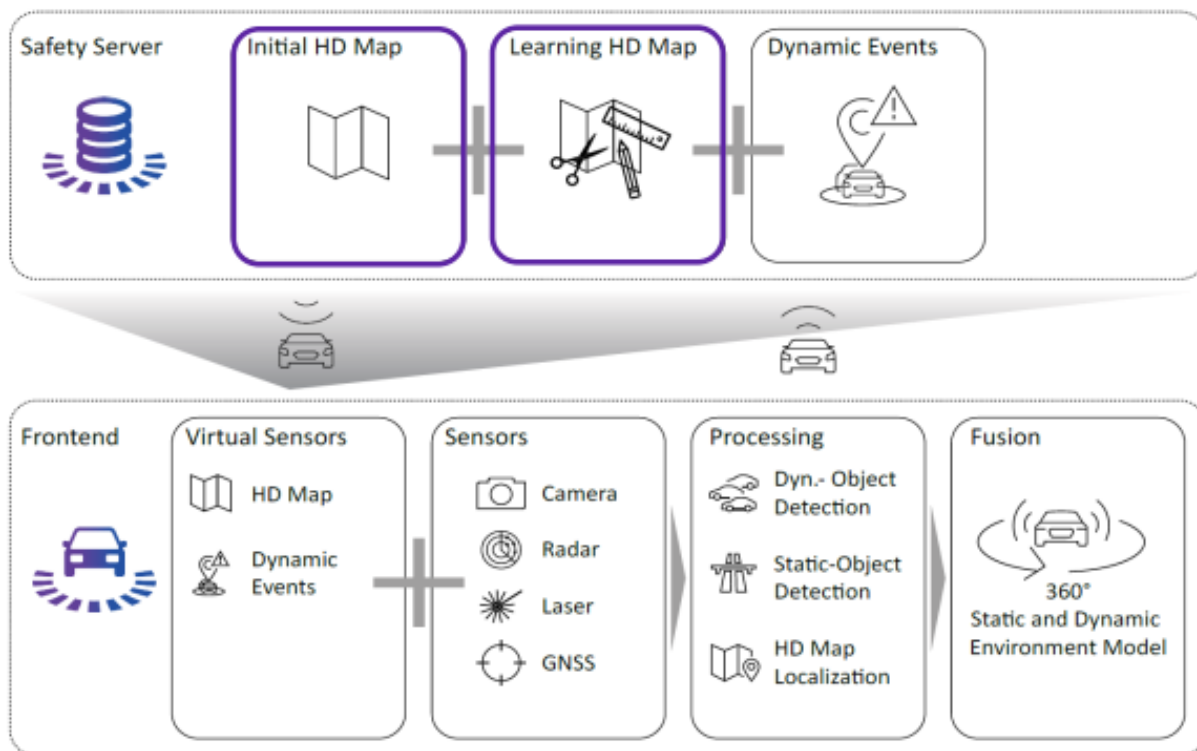 Safety Server
Initial HD Map
Learning HD Map
Dynamic Events
Frontend
Virtual Sensors
HD Map
Dynamic
Events
Sensors
Camera
Radar
Laser
GNSS
Processing
Dyn.- Object
Detection
Static-Object
Detection
HD Map
Localization
Fusion
360°
Static and Dynamic
Environment Model